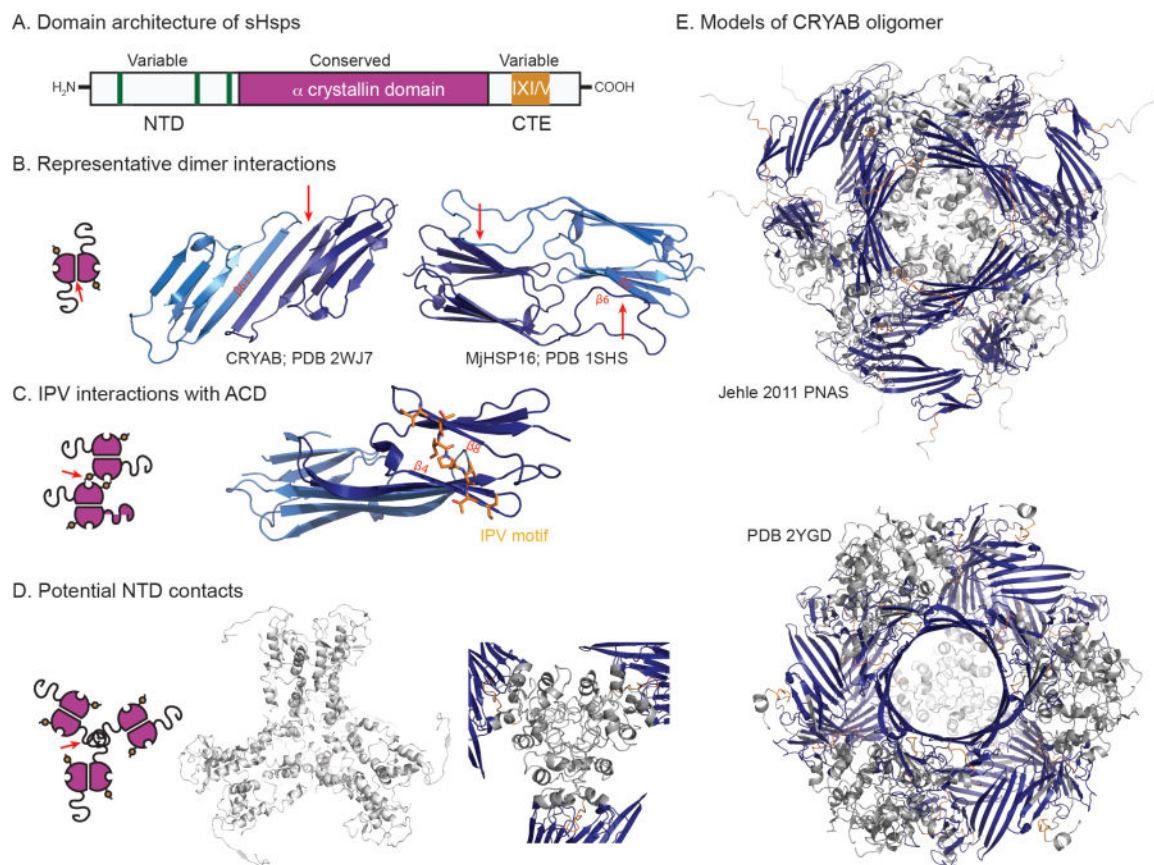 A. Domain architecture of sHsps
Variable Conserved Variable
H₂N α crystallin domain IXI/V COOH
NTD CTE
B. Representative dimer interactions
β6+7
β6
CRYAB; PDB 2WJ7 MjHSP16; PDB 1SHS
C. IPV interactions with ACD
β8
β4
IPV motif
D. Potential NTD contacts
E. Models of CRYAB oligomer
Jehle 2011 PNAS
PDB 2YGD